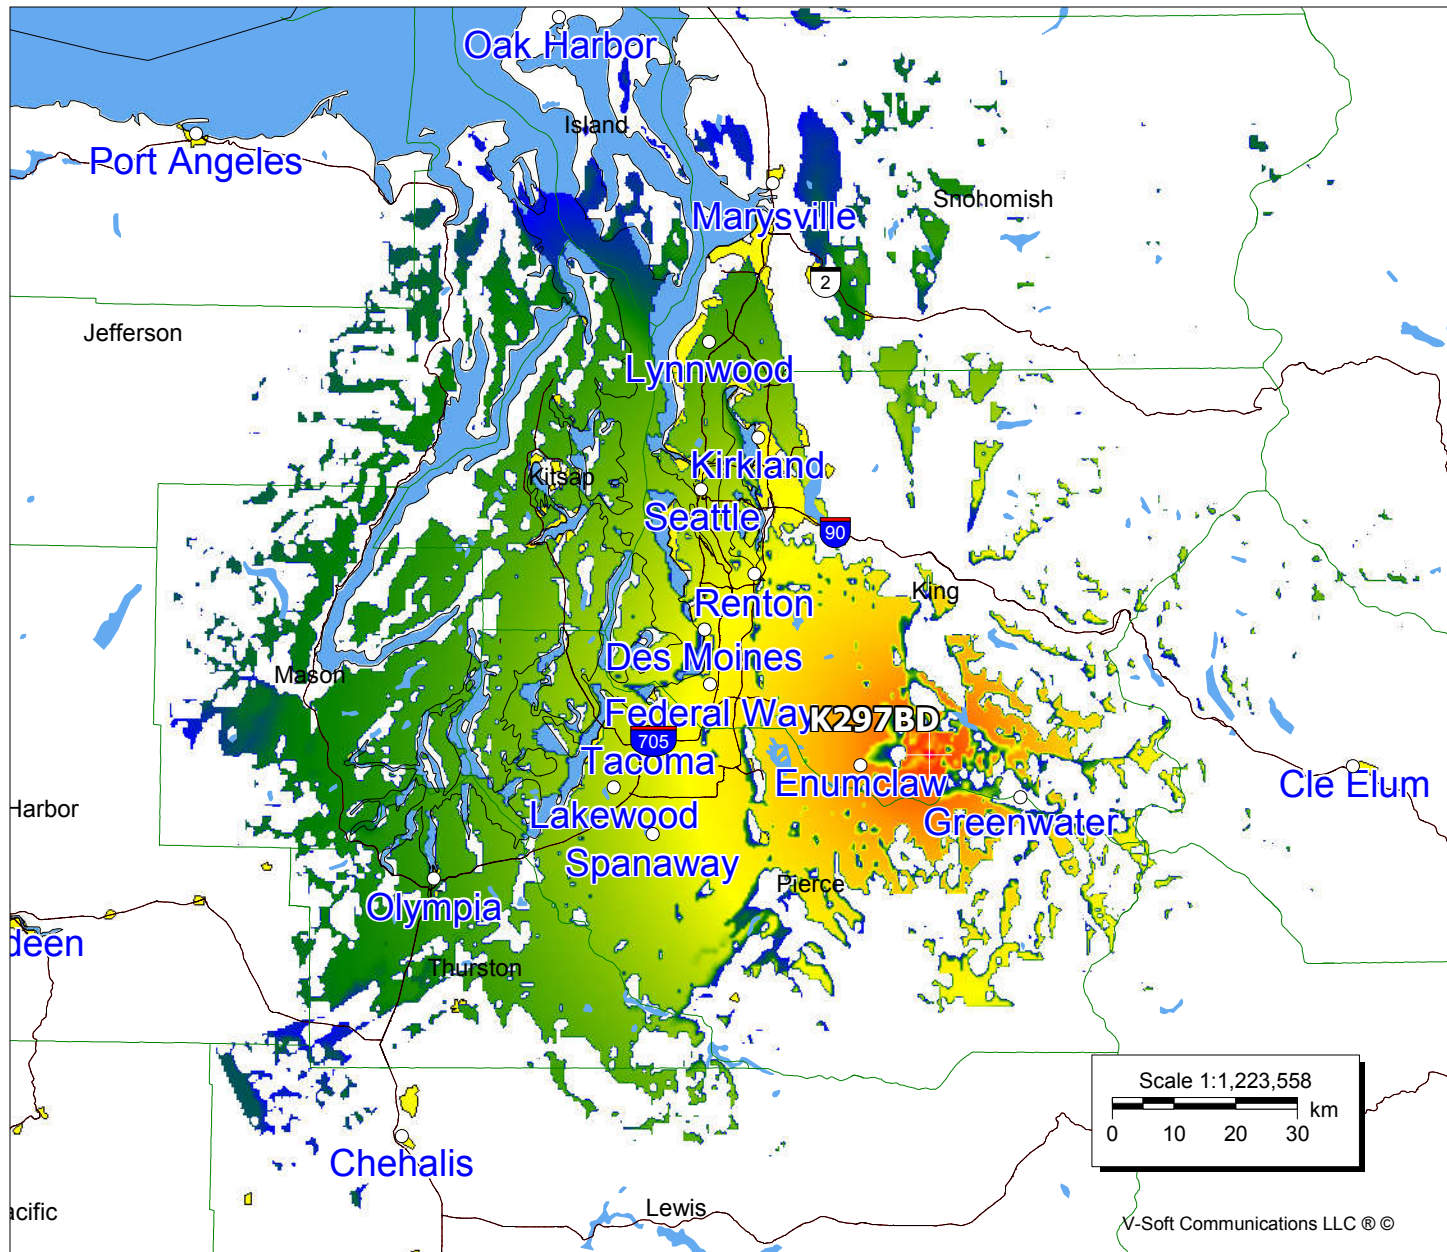 Oak Harbor
Island
Port Angeles
Snohomish
Marysville
2
Jefferson
Lynnwood
Kirkland
Kitsap
Seattle
90
King
Renton
Des Moines
Mason
Federal Way
K297BD
705
Tacoma
Enumclaw
Cle Elum
Harbor
Lakewood
Greenwater
Spanaway
Pierce
Olympia
deen
Thurston
Scale 1:1,223,558
km
0 10 20 30
Chehalis
Lewis
acific
V-Soft Communications LLC ® ©